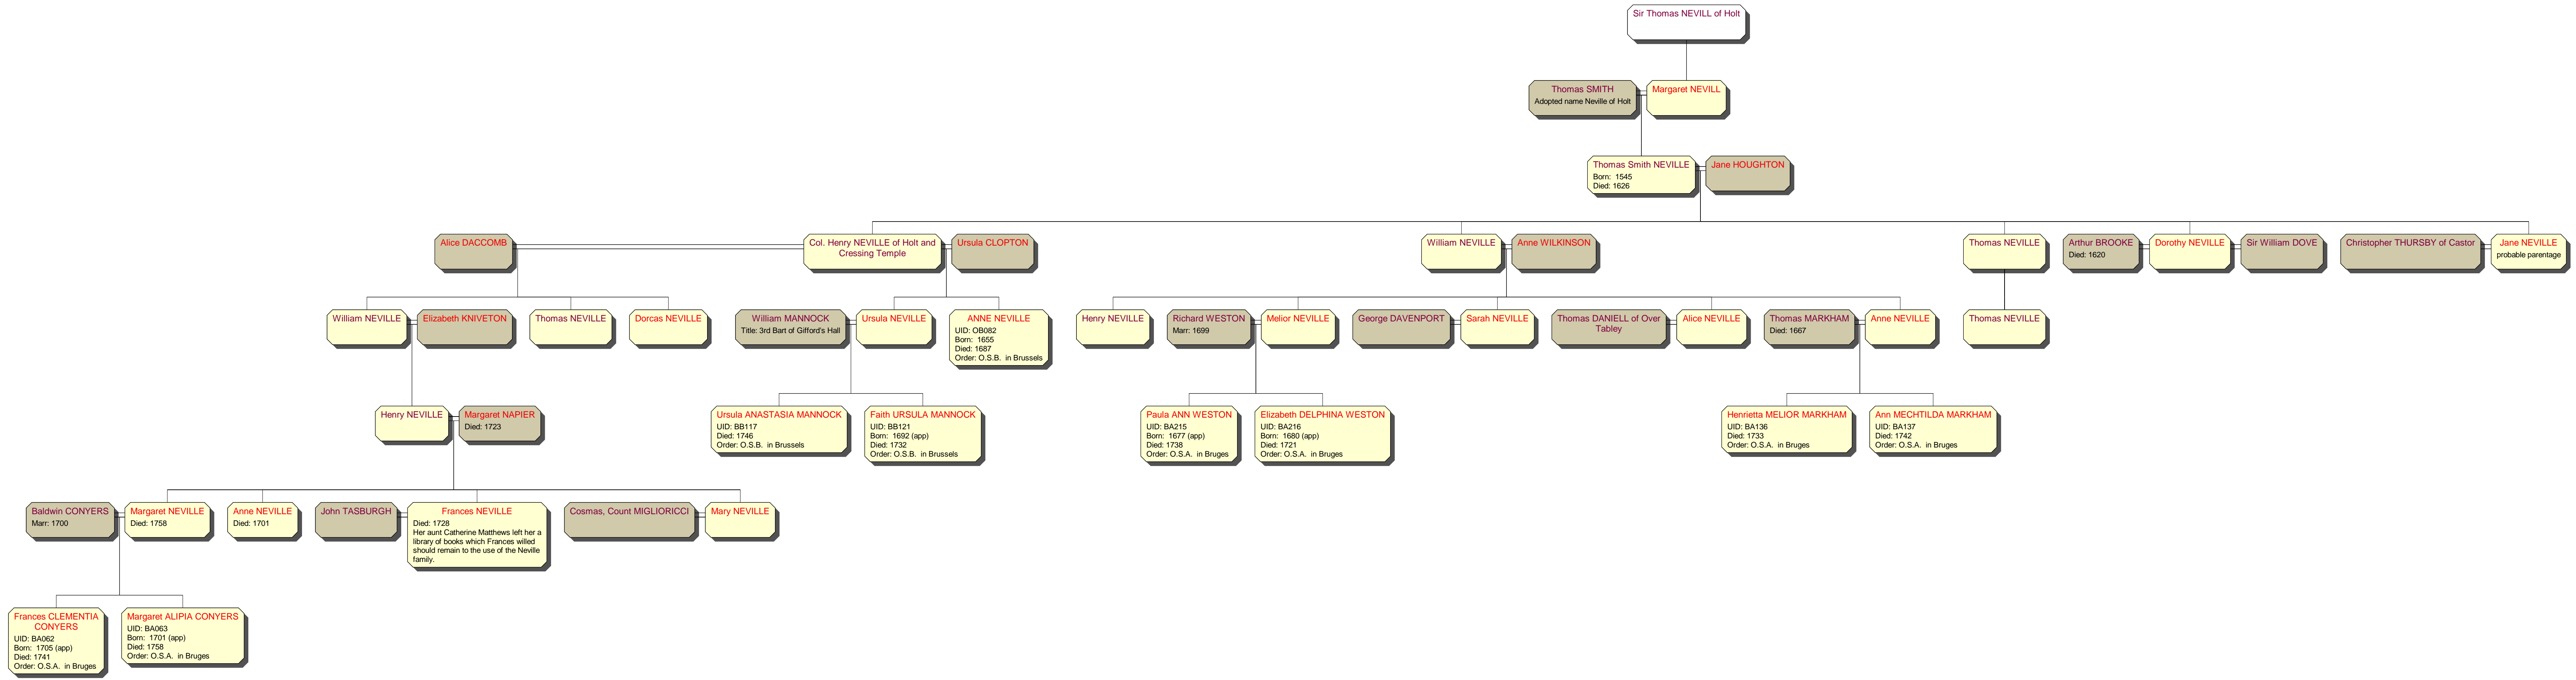 Sir Thomas NEVILL of Holt
Thomas SMITH
Adopted name Neville of Holt
Margaret NEVILL
Thomas Smith NEVILLE
Born:  1545
Died: 1626
Jane HOUGHTON
Alice DACCOMB
Col. Henry NEVILLE of Holt and
Cressing Temple
Ursula CLOPTON
William NEVILLE
Anne WILKINSON
Thomas NEVILLE
Arthur BROOKE
Died: 1620
Dorothy NEVILLE
Sir William DOVE
Christopher THURSBY of Castor
Jane NEVILLE
probable parentage
William NEVILLE
Elizabeth KNIVETON
Thomas NEVILLE
Dorcas NEVILLE
William MANNOCK
Title: 3rd Bart of Gifford's Hall
Ursula NEVILLE
ANNE NEVILLE
UID: OB082
Born:  1655
Died: 1687
Order: O.S.B.  in Brussels
Henry NEVILLE
Richard WESTON
Marr: 1699
Melior NEVILLE
George DAVENPORT
Sarah NEVILLE
Thomas DANIELL of Over
Tabley
Alice NEVILLE
Thomas MARKHAM
Died: 1667
Anne NEVILLE
Thomas NEVILLE
Henry NEVILLE
Margaret NAPIER
Died: 1723
Ursula ANASTASIA MANNOCK
UID: BB117
Died: 1746
Order: O.S.B.  in Brussels
Faith URSULA MANNOCK
UID: BB121
Born:  1692 (app)
Died: 1732
Order: O.S.B.  in Brussels
Paula ANN WESTON
UID: BA215
Born:  1677 (app)
Died: 1738
Order: O.S.A.  in Bruges
Elizabeth DELPHINA WESTON
UID: BA216
Born:  1680 (app)
Died: 1721
Order: O.S.A.  in Bruges
Henrietta MELIOR MARKHAM
UID: BA136
Died: 1733
Order: O.S.A.  in Bruges
Ann MECHTILDA MARKHAM
UID: BA137
Died: 1742
Order: O.S.A.  in Bruges
Baldwin CONYERS
Marr: 1700
Margaret NEVILLE
Died: 1758
Anne NEVILLE
Died: 1701
John TASBURGH
Frances NEVILLE
Died: 1728
Her aunt Catherine Matthews left her a
library of books which Frances willed
should remain to the use of the Neville
family.
Cosmas, Count MIGLIORICCI
Mary NEVILLE
Frances CLEMENTIA
CONYERS
UID: BA062
Born:  1705 (app)
Died: 1741
Order: O.S.A.  in Bruges
Margaret ALIPIA CONYERS
UID: BA063
Born:  1701 (app)
Died: 1758
Order: O.S.A.  in Bruges